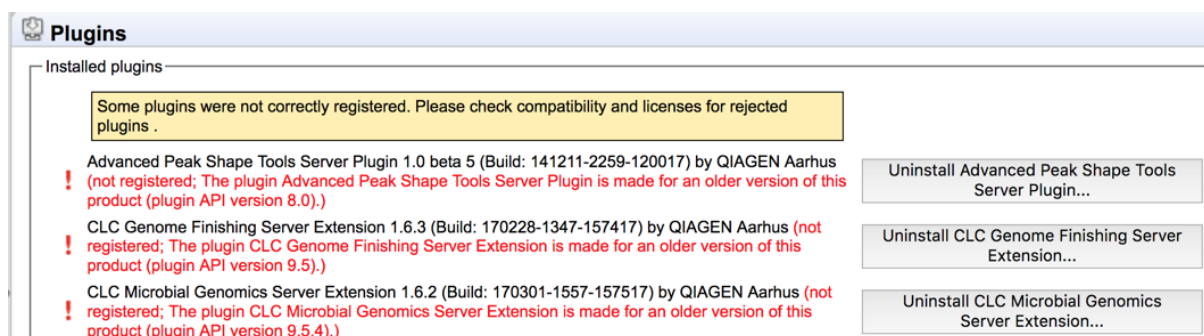 Plugins
Installed plugins
Some plugins were not correctly registered. Please check compatibility and licenses for rejected
plugins .
Advanced Peak Shape Tools Server Plugin 1.0 beta 5 (Build: 141211-2259-120017) by QIAGEN Aarhus
(not registered; The plugin Advanced Peak Shape Tools Server Plugin is made for an older version of this
product (plugin API version 8.0).)
Uninstall Advanced Peak Shape Tools
Server Plugin...
CLC Genome Finishing Server Extension 1.6.3 (Build: 170228-1347-157417) by QIAGEN Aarhus (not
registered; The plugin CLC Genome Finishing Server Extension is made for an older version of this
product (plugin API version 9.5).)
Uninstall CLC Genome Finishing Server
Extension...
CLC Microbial Genomics Server Extension 1.6.2 (Build: 170301-1557-157517) by QIAGEN Aarhus (not
registered; The plugin CLC Microbial Genomics Server Extension is made for an older version of this
product (plugin API version 9.5.4).)
Uninstall CLC Microbial Genomics
Server Extension...